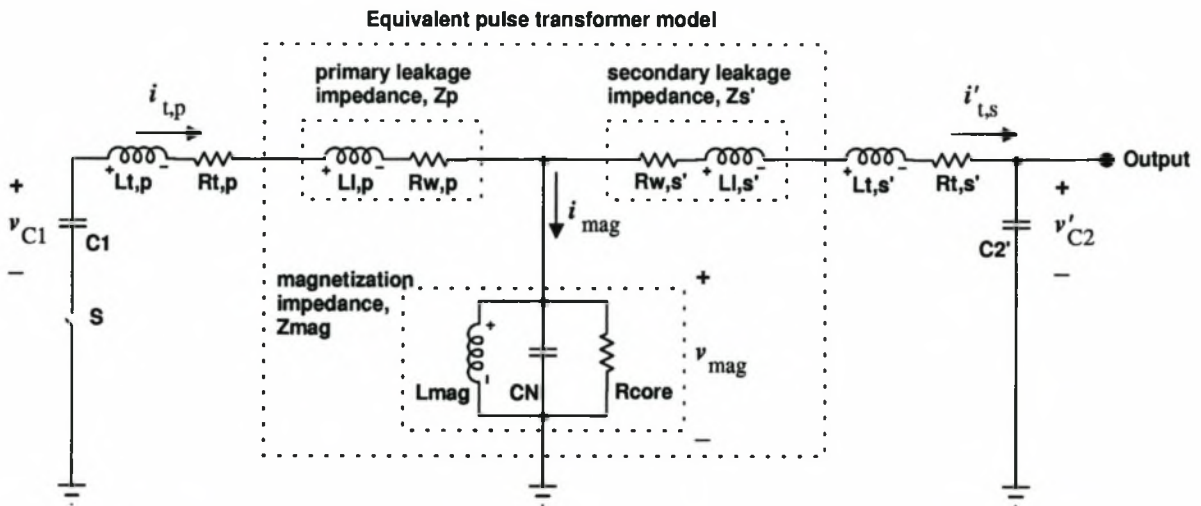 Equivalent pulse transformer model
primary leakage
impedance, Zp
secondary leakage
impedance, Zs'
i t,p
i' t,s
+ Lt,p -
Rt,p
+ Ll,p -
Rw,p
Rw,s'
+ Ll,s' -
+ Lt,s' -
Rt,s'
Output
+
v C1
−
C1
S
i mag
magnetization
impedance,
Zmag
+
Lmag
-
CN
Rcore
+
v mag
−
C2'
+
v' C2
−